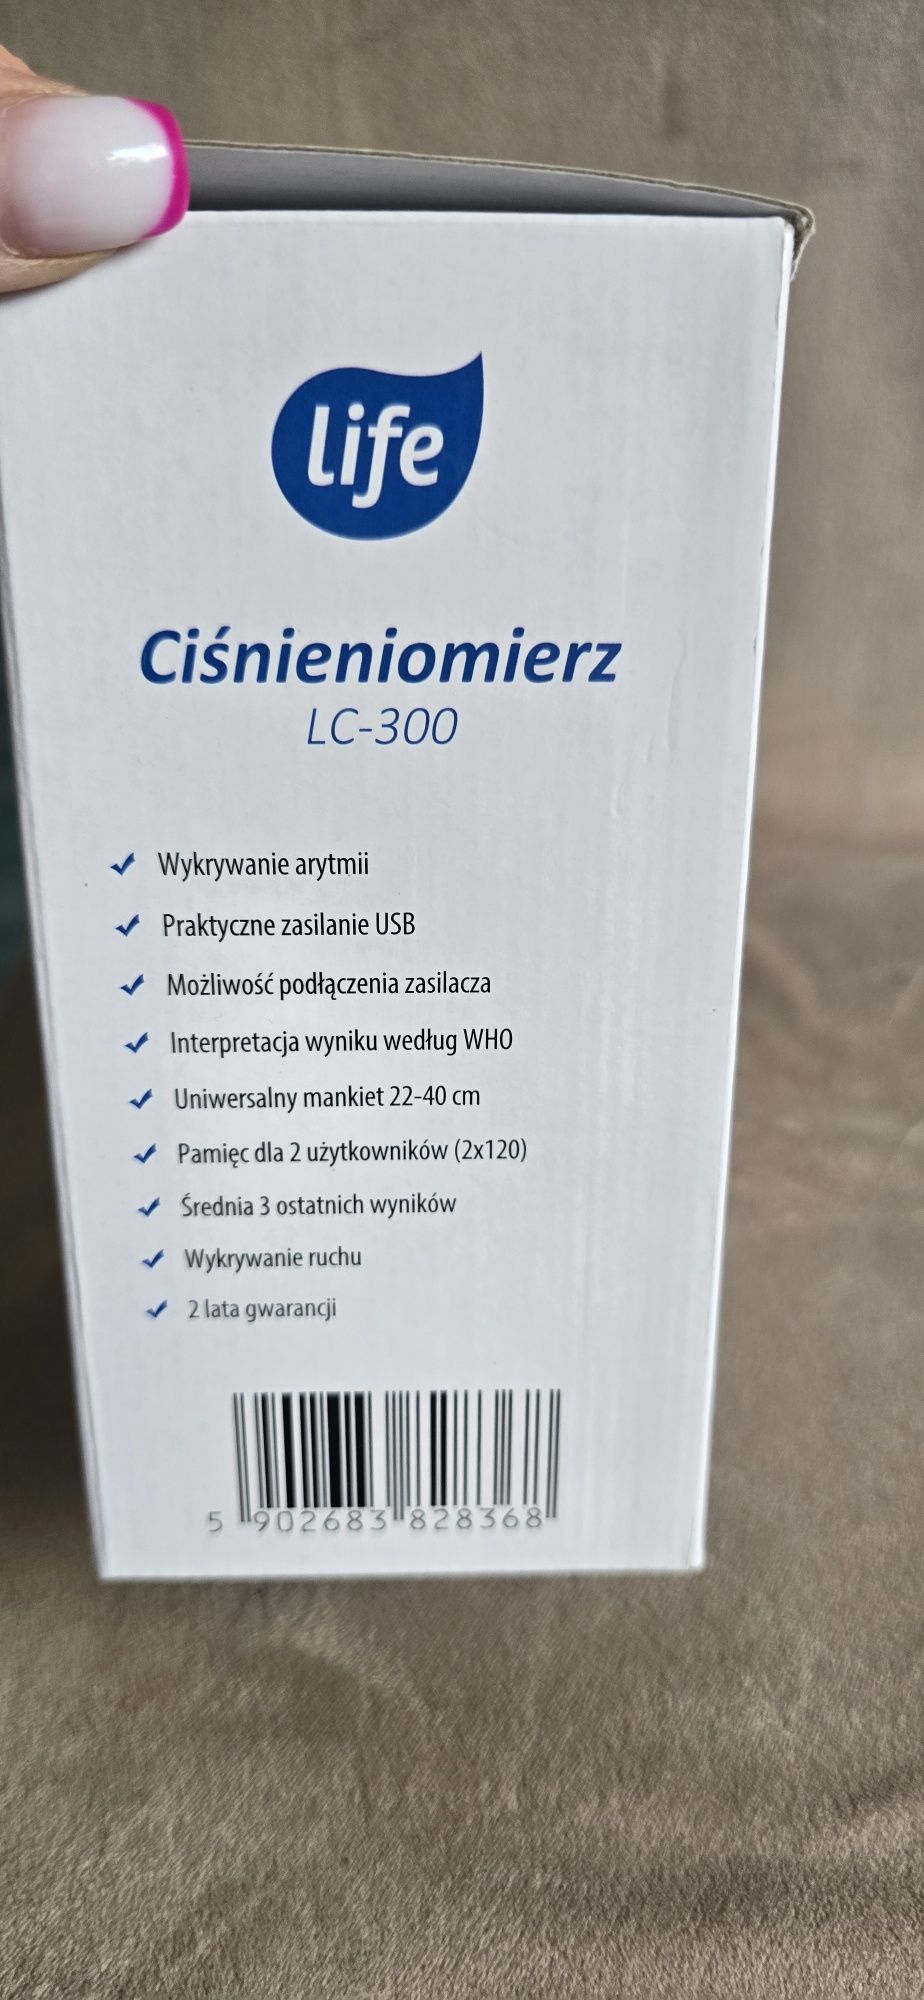 life
Ciśnieniomierz
LC-300
Wykrywanie arytmii
Praktyczne zasilanie USB
Możliwość podłączenia zasilacza
Interpretacja wyniku według WHO
Uniwersalny mankiet 22-40 cm
Pamięc dla 2 użytkowników (2x120)
Średnia 3 ostatnich wyników
Wykrywanie ruchu
2 lata gwarancji
5 902683 828368